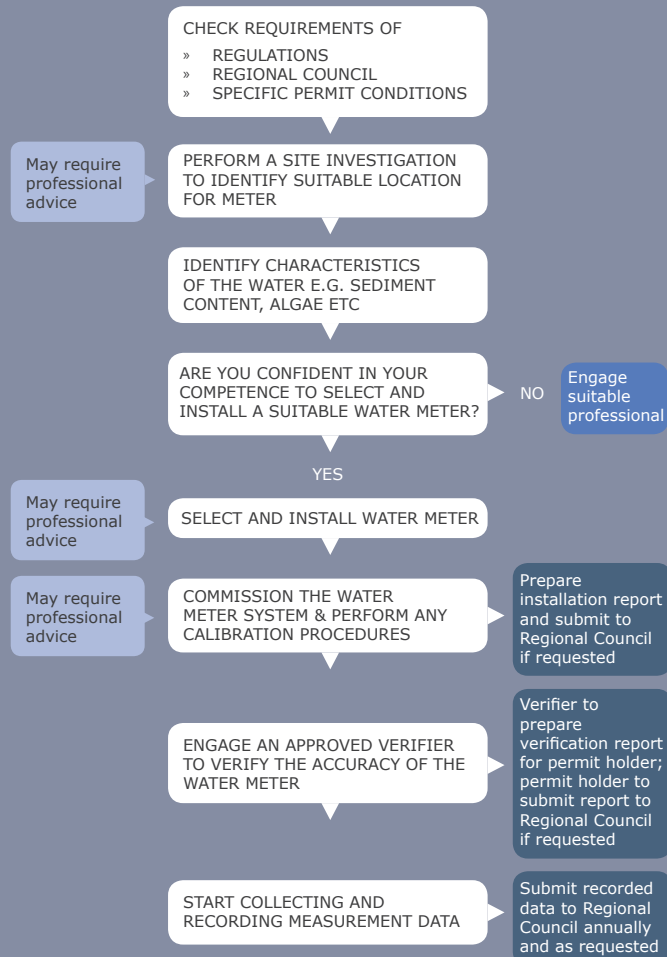 CHECK REQUIREMENTS OF
» REGULATIONS
» REGIONAL COUNCIL
» SPECIFIC PERMIT CONDITIONS
May require
professional
advice
PERFORM A SITE INVESTIGATION
TO IDENTIFY SUITABLE LOCATION
FOR METER
IDENTIFY CHARACTERISTICS
OF THE WATER E.G. SEDIMENT
CONTENT, ALGAE ETC
ARE YOU CONFIDENT IN YOUR
COMPETENCE TO SELECT AND
INSTALL A SUITABLE WATER METER?
NO
Engage
suitable
professional
YES
May require
professional
advice
SELECT AND INSTALL WATER METER
May require
professional
advice
COMMISSION THE WATER
METER SYSTEM & PERFORM ANY
CALIBRATION PROCEDURES
Prepare
installation report
and submit to
Regional Council
if requested
ENGAGE AN APPROVED VERIFIER
TO VERIFY THE ACCURACY OF THE
WATER METER
Verifier to
prepare
verification report
for permit holder;
permit holder to
submit report to
Regional Council
if requested
START COLLECTING AND
RECORDING MEASUREMENT DATA
Submit recorded
data to Regional
Council annually
and as requested